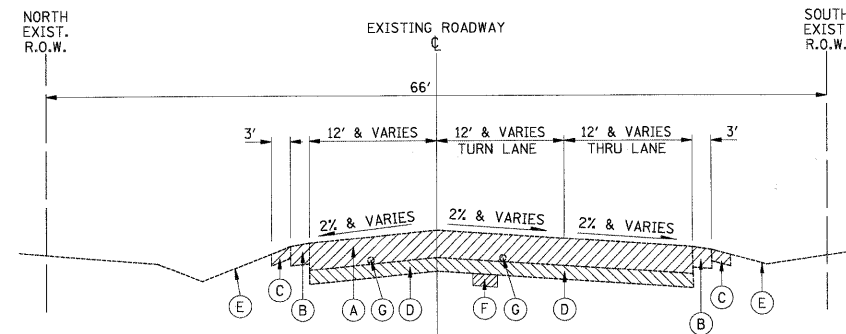 NORTH
EXIST.
R.O.W.
EXISTING ROADWAY
℄
SOUTH
EXIST
R.O.W.
66'
3'
12' & VARIES
12' & VARIES
TURN LANE
12' & VARIES
THRU LANE
3'
2% & VARIES
2% & VARIES
2% & VARIES
E
C
B
A
G
D
F
G
D
B
C
E